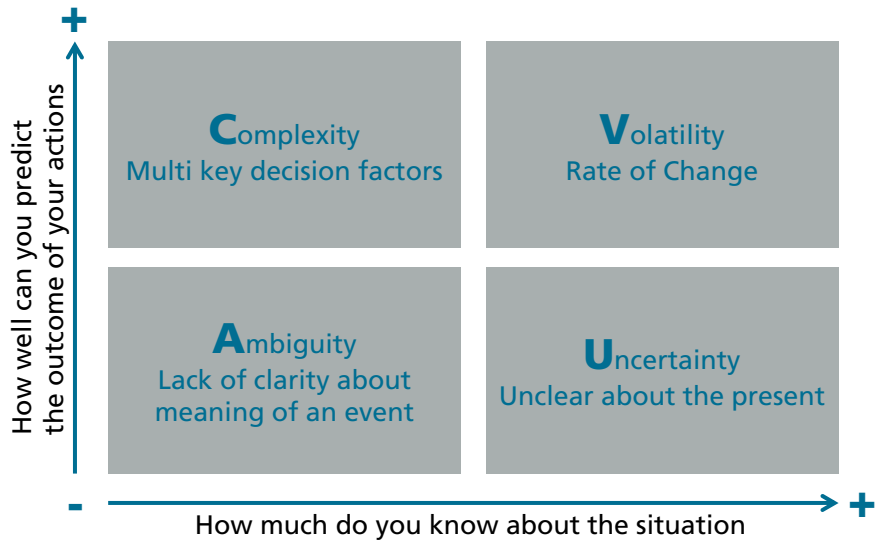 +
How well can you predict
the outcome of your actions
Complexity
Multi key decision factors
Volatility
Rate of Change
Ambiguity
Lack of clarity about
meaning of an event
Uncertainty
Unclear about the present
-
+
How much do you know about the situation